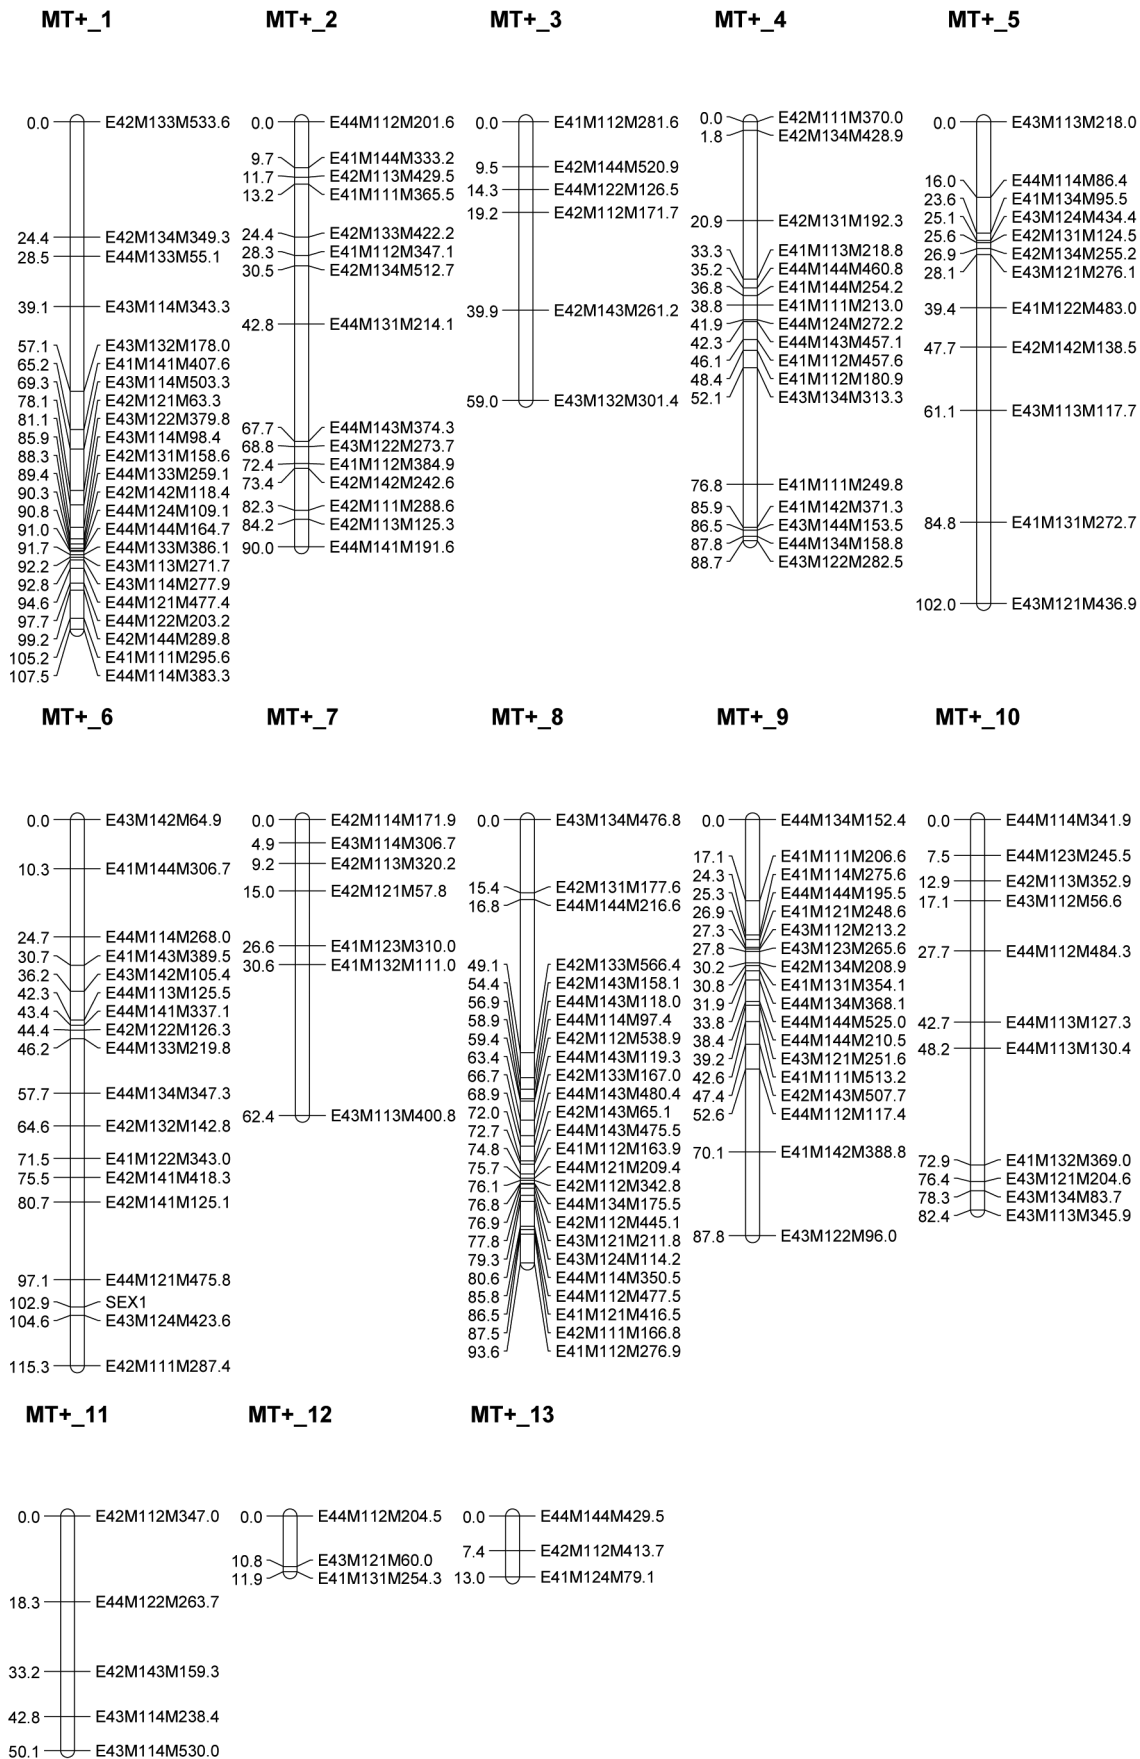 MT+_1
0.0 E42M133M533.6
24.4 E42M134M349.3
28.5 E44M133M55.1
39.1 E43M114M343.3
57.1 E43M132M178.0
65.2 E41M141M407.6
69.3 E43M114M503.3
78.1 E42M121M63.3
81.1 E43M122M379.8
85.9 E43M114M98.4
88.3 E42M131M158.6
89.4 E44M133M259.1
90.3 E42M142M118.4
90.8 E44M124M109.1
91.0 E44M144M164.7
91.7 E44M133M386.1
92.2 E43M113M271.7
92.8 E43M114M277.9
94.6 E44M121M477.4
97.7 E44M122M203.2
99.2 E42M144M289.8
105.2 E41M111M295.6
107.5 E44M114M383.3
MT+_2
0.0 E44M112M201.6
9.7 E41M144M333.2
11.7 E42M113M429.5
13.2 E41M111M365.5
24.4 E42M133M422.2
28.3 E41M112M347.1
30.5 E42M134M512.7
42.8 E44M131M214.1
67.7 E44M143M374.3
68.8 E43M122M273.7
72.4 E41M112M384.9
73.4 E42M142M242.6
82.3 E42M111M288.6
84.2 E42M113M125.3
90.0 E44M141M191.6
MT+_3
0.0 E41M112M281.6
9.5 E42M144M520.9
14.3 E44M122M126.5
19.2 E42M112M171.7
39.9 E42M143M261.2
59.0 E43M132M301.4
MT+_4
0.0 E42M111M370.0
1.8 E42M134M428.9
20.9 E42M131M192.3
33.3 E41M113M218.8
35.2 E44M144M460.8
36.8 E41M144M254.2
38.8 E41M111M213.0
41.9 E44M124M272.2
42.3 E44M143M457.1
46.1 E41M112M457.6
48.4 E41M112M180.9
52.1 E43M134M313.3
76.8 E41M111M249.8
85.9 E41M142M371.3
86.5 E43M144M153.5
87.8 E44M134M158.8
88.7 E43M122M282.5
MT+_5
0.0 E43M113M218.0
16.0 E44M114M86.4
23.6 E41M134M95.5
25.1 E43M124M434.4
25.6 E42M131M124.5
26.9 E42M134M255.2
28.1 E43M121M276.1
39.4 E41M122M483.0
47.7 E42M142M138.5
61.1 E43M113M117.7
84.8 E41M131M272.7
102.0 E43M121M436.9
MT+_6
0.0 E43M142M64.9
10.3 E41M144M306.7
24.7 E44M114M268.0
30.7 E41M143M389.5
36.2 E43M142M105.4
42.3 E44M113M125.5
43.4 E44M141M337.1
44.4 E42M122M126.3
46.2 E44M133M219.8
57.7 E44M134M347.3
64.6 E42M132M142.8
71.5 E41M122M343.0
75.5 E42M141M418.3
80.7 E42M141M125.1
97.1 E44M121M475.8
102.9 SEX1
104.6 E43M124M423.6
115.3 E42M111M287.4
MT+_7
0.0 E42M114M171.9
4.9 E43M114M306.7
9.2 E42M113M320.2
15.0 E42M121M57.8
26.6 E41M123M310.0
30.6 E41M132M111.0
62.4 E43M113M400.8
MT+_8
0.0 E43M134M476.8
15.4 E42M131M177.6
16.8 E44M144M216.6
49.1 E42M133M566.4
54.4 E42M143M158.1
56.9 E44M143M118.0
58.9 E44M114M97.4
59.4 E42M112M538.9
63.4 E44M143M119.3
66.7 E42M133M167.0
68.9 E44M143M480.4
72.0 E42M143M65.1
72.7 E44M143M475.5
74.8 E41M112M163.9
75.7 E44M121M209.4
76.1 E42M112M342.8
76.8 E44M134M175.5
76.9 E42M112M445.1
77.8 E43M121M211.8
79.3 E43M124M114.2
80.6 E44M114M350.5
85.8 E44M112M477.5
86.5 E41M121M416.5
87.5 E42M111M166.8
93.6 E41M112M276.9
MT+_9
0.0 E44M134M152.4
17.1 E41M111M206.6
24.3 E41M114M275.6
25.3 E44M144M195.5
26.9 E41M121M248.6
27.3 E43M112M213.2
27.8 E43M123M265.6
30.2 E42M134M208.9
30.8 E41M131M354.1
31.9 E44M134M368.1
33.8 E44M144M525.0
38.4 E44M144M210.5
39.2 E43M121M251.6
42.6 E41M111M513.2
47.4 E42M143M507.7
52.6 E44M112M117.4
70.1 E41M142M388.8
87.8 E43M122M96.0
MT+_10
0.0 E44M114M341.9
7.5 E44M123M245.5
12.9 E42M113M352.9
17.1 E43M112M56.6
27.7 E44M112M484.3
42.7 E44M113M127.3
48.2 E44M113M130.4
72.9 E41M132M369.0
76.4 E43M121M204.6
78.3 E43M134M83.7
82.4 E43M113M345.9
MT+_11
0.0 E42M112M347.0
18.3 E44M122M263.7
33.2 E42M143M159.3
42.8 E43M114M238.4
50.1 E43M114M530.0
MT+_12
0.0 E44M112M204.5
10.8 E43M121M60.0
11.9 E41M131M254.3
MT+_13
0.0 E44M144M429.5
7.4 E42M112M413.7
13.0 E41M124M79.1